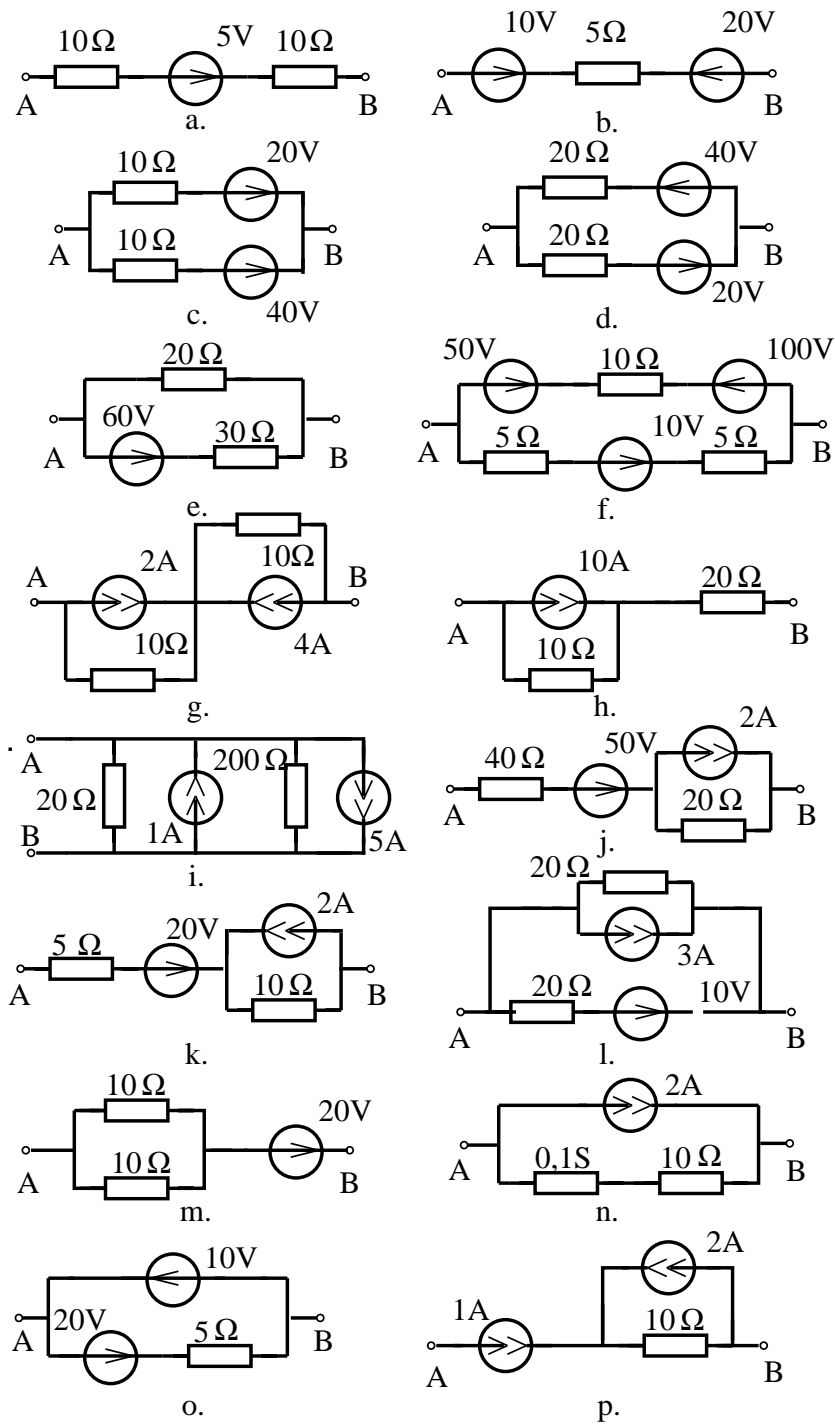 10Ω 5V 10Ω
A B
a.
10V 5Ω 20V
A B
b.
10Ω 20V
A 10Ω B
40V
c.
20Ω 40V
A 20Ω B
20V
d.
20Ω
60V
A 30Ω B
e.
50V 10Ω 100V
A 10V B
5Ω 5Ω
f.
A 2A 10Ω B
10Ω 4A
g.
10A 20Ω
A 10Ω B
h.
A
20Ω 200Ω
B 1A 5A
i.
2A
40Ω 50V
A 20Ω B
j.
2A
5Ω 20V
A 10Ω B
k.
20Ω
3A
20Ω 10V
A B
l.
10Ω 20V
A 10Ω B
m.
2A
A 0,1S 10Ω B
n.
10V
20V
A 5Ω B
o.
2A
1A 10Ω
A B
p.